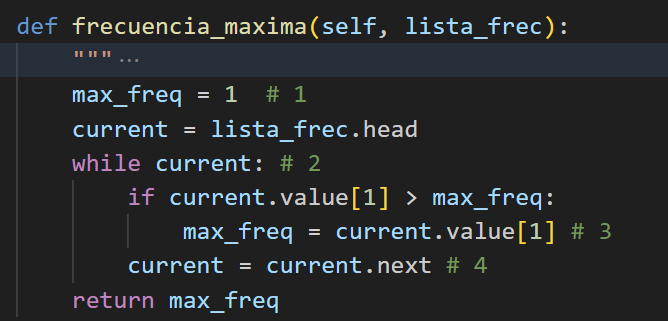 def frecuencia_maxima(self, lista_frec):
    """...
    max_freq = 1  # 1
    current = lista_frec.head
    while current: # 2
        if current.value[1] > max_freq:
            max_freq = current.value[1] # 3
        current = current.next # 4
    return max_freq